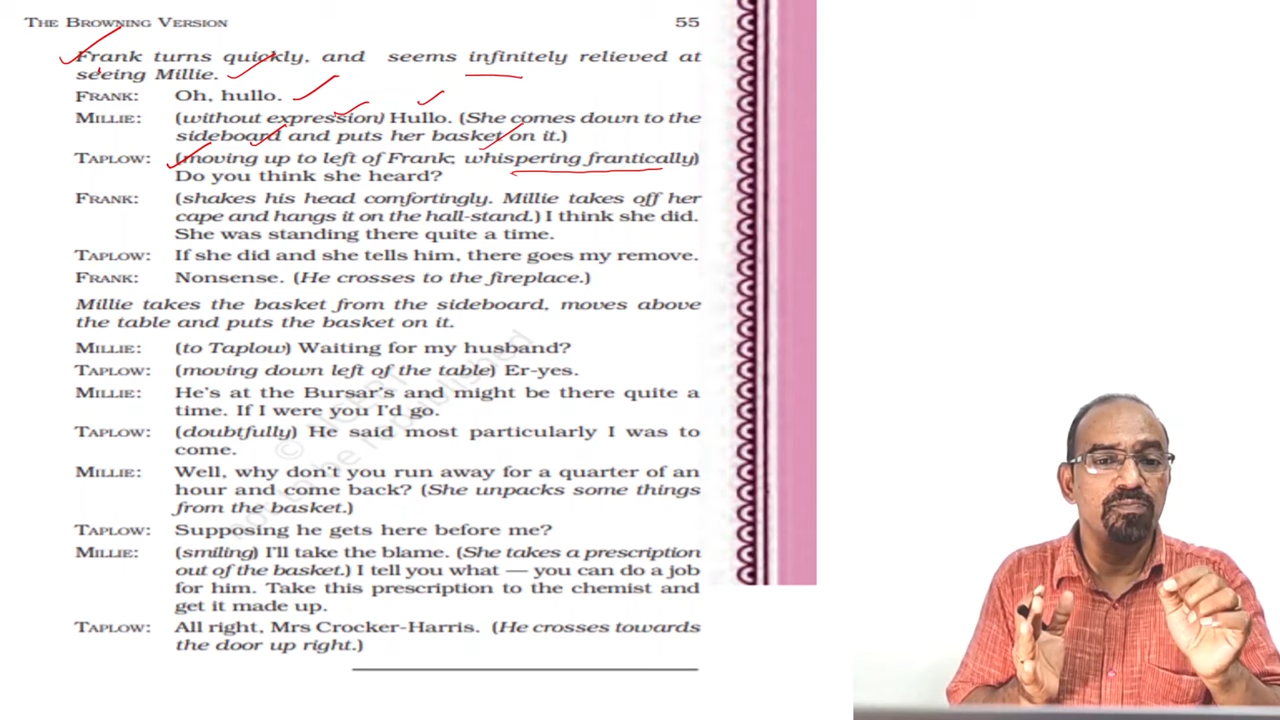 THE BROWNING VERSION 55
Frank turns quickly, and seems infinitely relieved at
seeing Millie.
FRANK: Oh, hullo.
MILLIE: (without expression) Hullo. (She comes down to the
sideboard and puts her basket on it.)
TAPLOW: (moving up to left of Frank; whispering frantically)
Do you think she heard?
FRANK: (shakes his head comfortingly. Millie takes off her
cape and hangs it on the hall-stand.) I think she did.
She was standing there quite a time.
TAPLOW: If she did and she tells him, there goes my remove.
FRANK: Nonsense. (He crosses to the fireplace.)
Millie takes the basket from the sideboard, moves above
the table and puts the basket on it.
MILLIE: (to Taplow) Waiting for my husband?
TAPLOW: (moving down left of the table) Er-yes.
MILLIE: He's at the Bursar's and might be there quite a
time. If I were you I'd go.
TAPLOW: (doubtfully) He said most particularly I was to
come.
MILLIE: Well, why don't you run away for a quarter of an
hour and come back? (She unpacks some things
from the basket.)
TAPLOW: Supposing he gets here before me?
MILLIE: (smiling) I'll take the blame. (She takes a prescription
out of the basket.) I tell you what — you can do a job
for him. Take this prescription to the chemist and
get it made up.
TAPLOW: All right, Mrs Crocker-Harris. (He crosses towards
the door up right.)
© NCERT
not to be republished